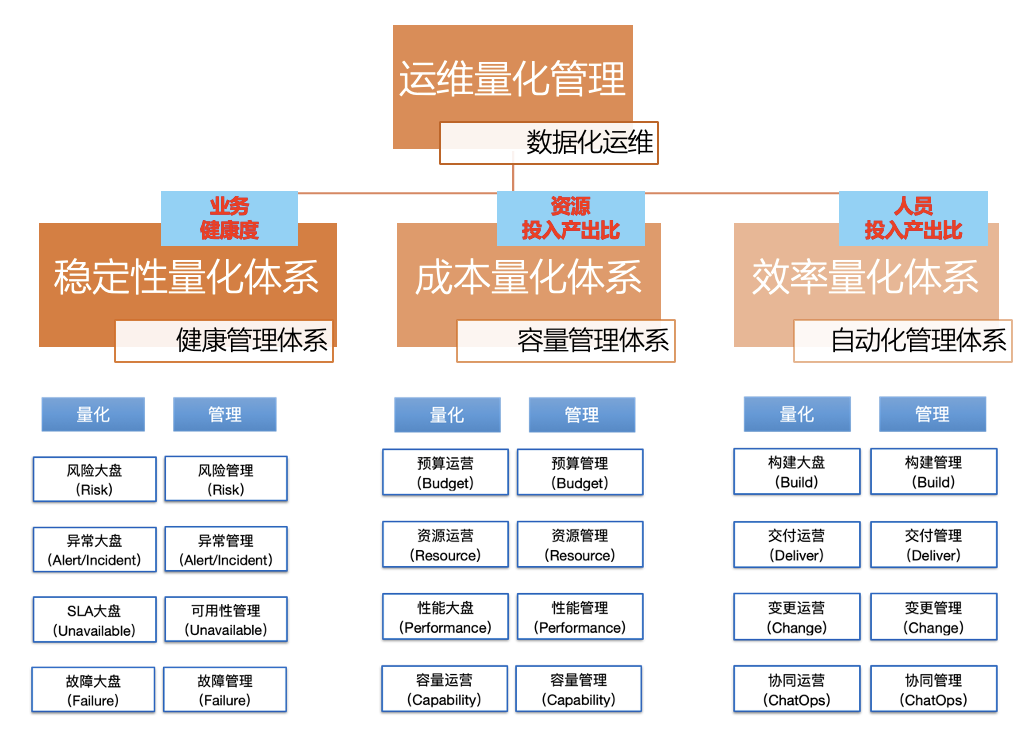 运维量化管理
数据化运维
业务
健康度
稳定性量化体系
健康管理体系
资源
投入产出比
成本量化体系
容量管理体系
人员
投入产出比
效率量化体系
自动化管理体系
量化
管理
风险大盘
（Risk）
风险管理
（Risk）
异常大盘
（Alert/Incident）
异常管理
（Alert/Incident）
SLA大盘
（Unavailable）
可用性管理
（Unavailable）
故障大盘
（Failure）
故障管理
（Failure）
量化
管理
预算运营
（Budget）
预算管理
（Budget）
资源运营
（Resource）
资源管理
（Resource）
性能大盘
（Performance）
性能管理
（Performance）
容量运营
（Capability）
容量管理
（Capability）
量化
管理
构建大盘
（Build）
构建管理
（Build）
交付运营
（Deliver）
交付管理
（Deliver）
变更运营
（Change）
变更管理
（Change）
协同运营
（ChatOps）
协同管理
（ChatOps）